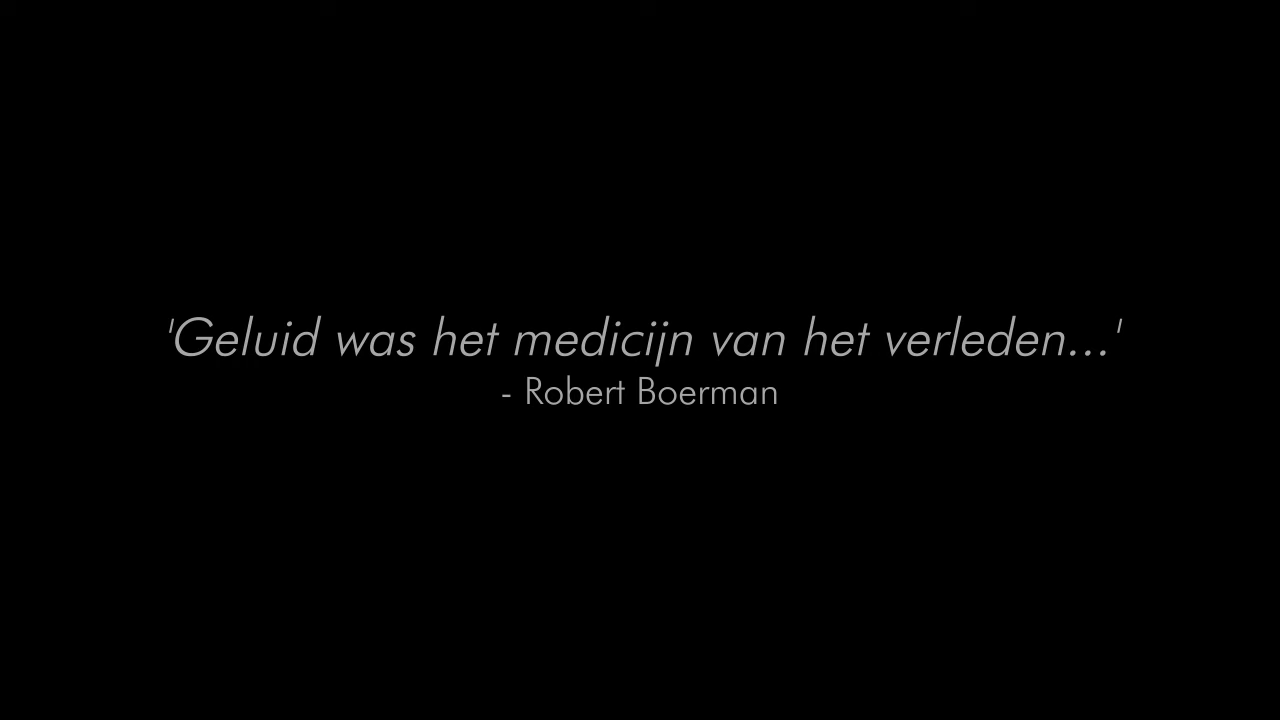 'Geluid was het medicijn van het verleden...'
- Robert Boerman